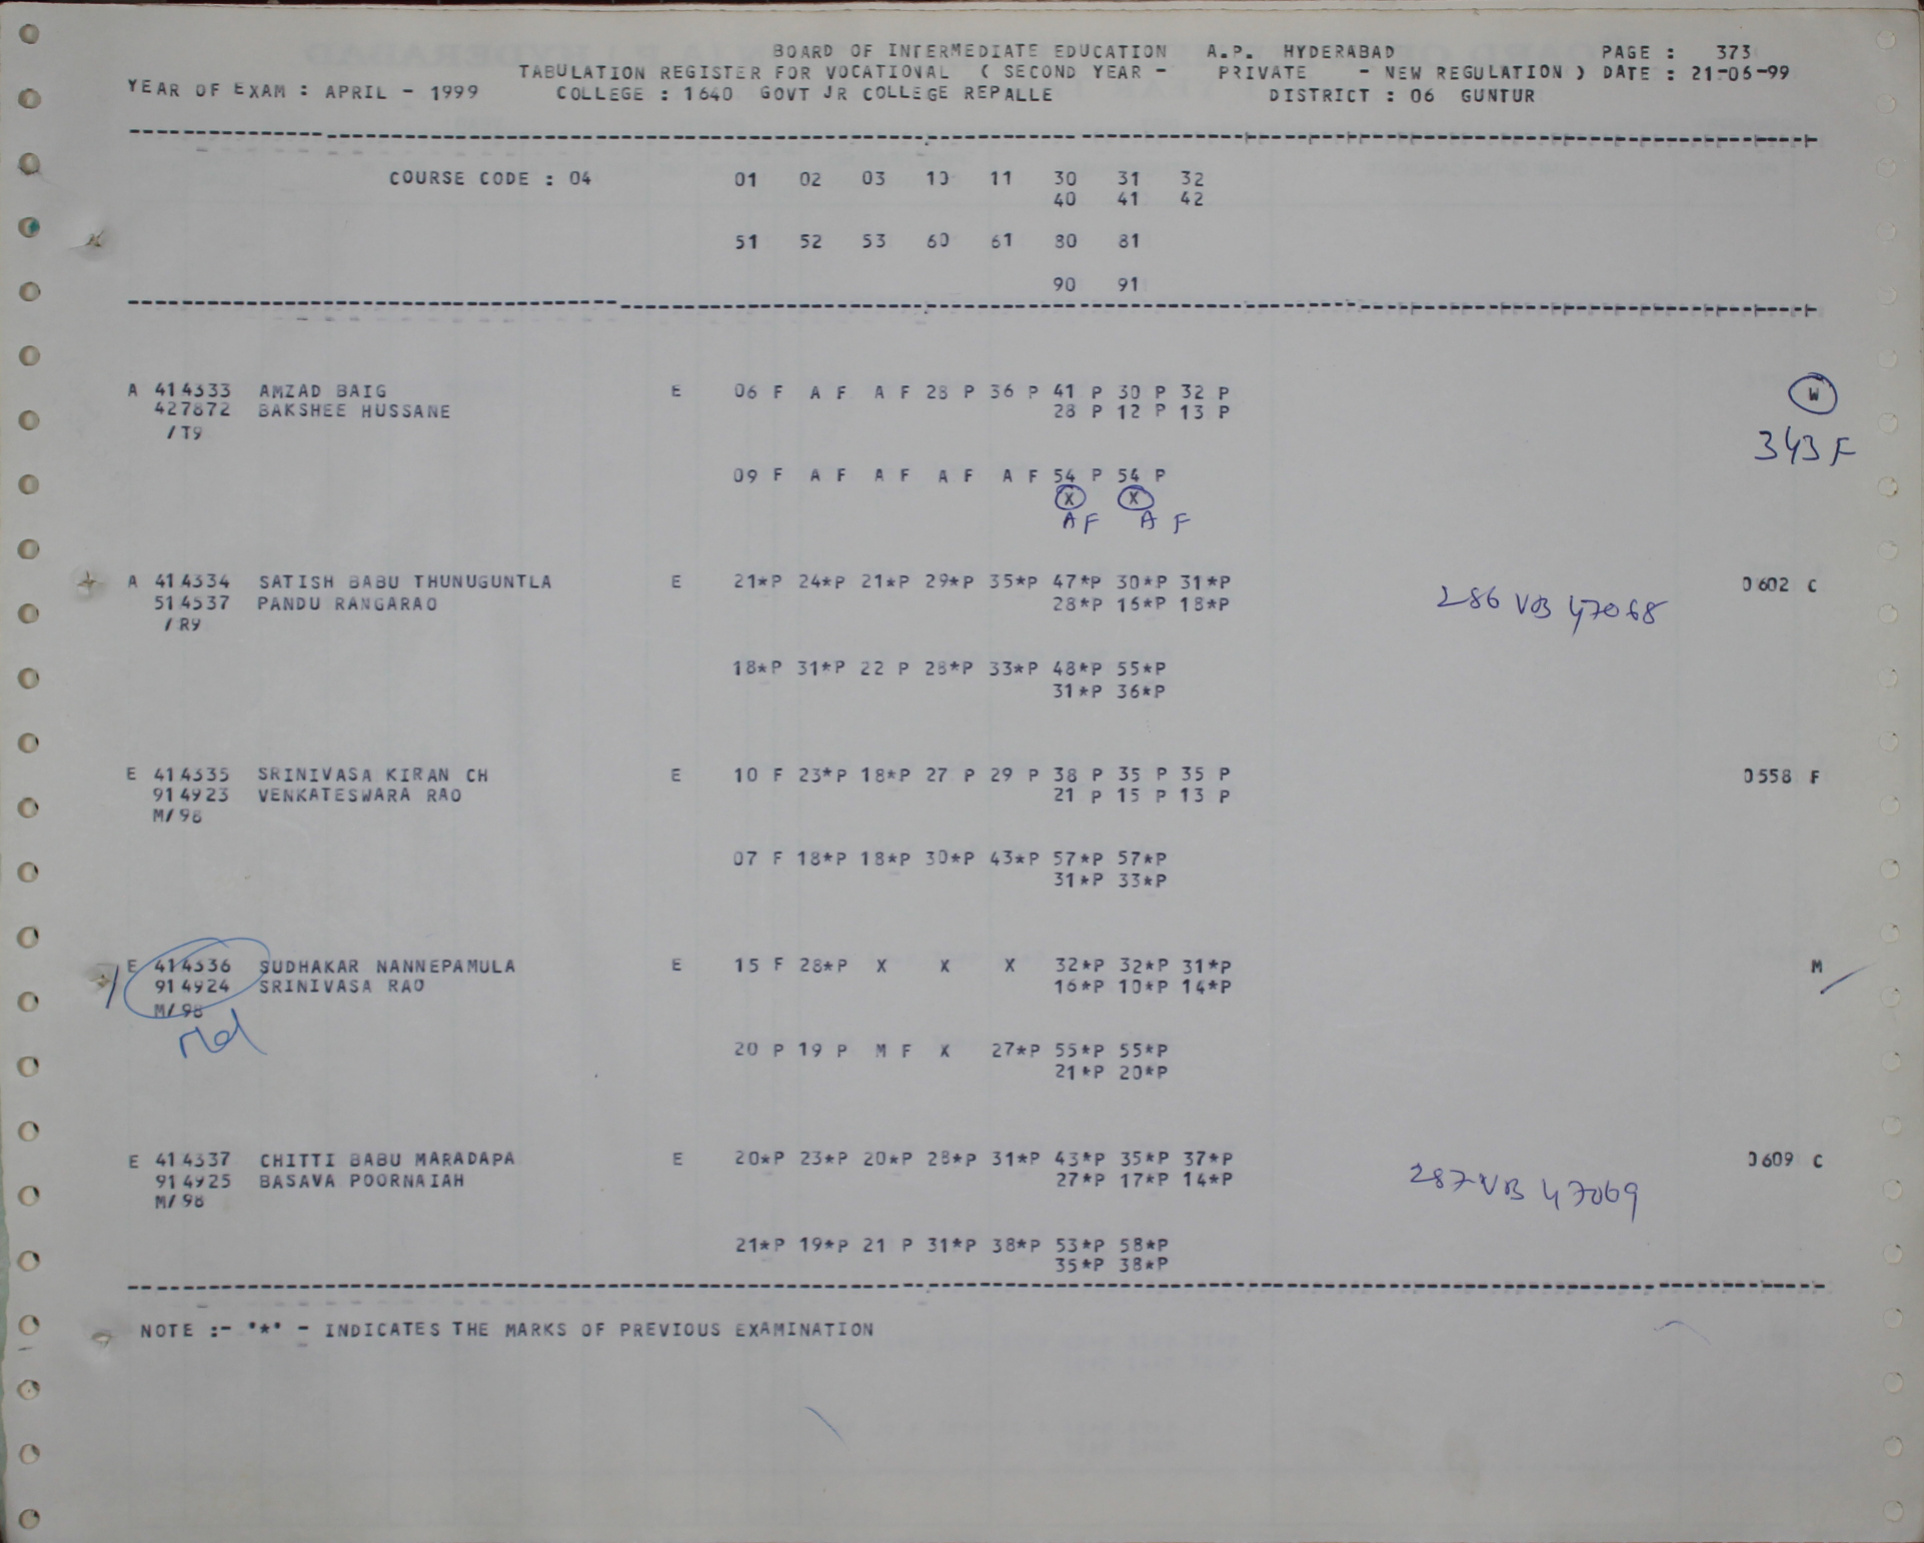 BOARD OF INTERMEDIATE EDUCATION A.P. HYDERABAD PAGE : 373
TABULATION REGISTER FOR VOCATIONAL ( SECOND YEAR - PRIVATE - NEW REGULATION ) DATE : 21-06-99
YEAR OF EXAM : APRIL - 1999 COLLEGE : 1640 GOVT JR COLLEGE REPALLE DISTRICT : 06 GUNTUR
COURSE CODE : 04 01 02 03 10 11 30 31 32
40 41 42
51 52 53 60 61 80 81
90 91
A 414333 AMZAD BAIG E 06 F A F A F 28 P 36 P 41 P 30 P 32 P W
427872 BAKSHEE HUSSANE 28 P 12 P 13 P
/T9 343 F
09 F A F A F A F A F 54 P 54 P
X X
A F A F
A 414334 SATISH BABU THUNUGUNTLA E 21*P 24*P 21*P 29*P 35*P 47*P 30*P 31*P 0602 C
514537 PANDU RANGARAO 28*P 16*P 18*P 286 VB 47068
/R9
18*P 31*P 22 P 28*P 33*P 48*P 55*P
31*P 36*P
E 414335 SRINIVASA KIRAN CH E 10 F 23*P 18*P 27 P 29 P 38 P 35 P 35 P 0558 F
914923 VENKATESWARA RAO 21 P 15 P 13 P
M/98
07 F 18*P 18*P 30*P 43*P 57*P 57*P
31*P 33*P
E 414336 SUDHAKAR NANNEPAMULA E 15 F 28*P X X X 32*P 32*P 31*P M
914924 SRINIVASA RAO 16*P 10*P 14*P
M/98
20 P 19 P M F X 27*P 55*P 55*P
21*P 20*P
E 414337 CHITTI BABU MARADAPA E 20*P 23*P 20*P 28*P 31*P 43*P 35*P 37*P 0609 C
914925 BASAVA POORNAIAH 27*P 17*P 14*P 287 VB 47069
M/98
21*P 19*P 21 P 31*P 38*P 53*P 58*P
35*P 38*P
NOTE :- "*" - INDICATES THE MARKS OF PREVIOUS EXAMINATION